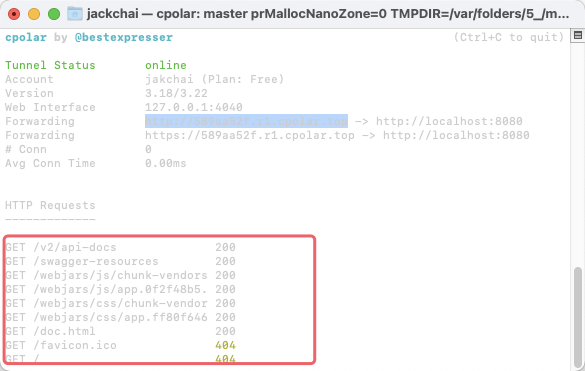 jackchai — cpolar: master prMallocNanoZone=0 TMPDIR=/var/folders/5_/m...
cpolar by @bestexpresser (Ctrl+C to quit)
Tunnel Status online
Account jakchai (Plan: Free)
Version 3.18/3.22
Web Interface 127.0.0.1:4040
Forwarding -> http://localhost:8080
Forwarding https://589aa52f.r1.cpolar.top -> http://localhost:8080
# Conn 0
Avg Conn Time 0.00ms
HTTP Requests
-------------
GET /v2/api-docs 200
GET /swagger-resources 200
GET /webjars/js/chunk-vendors 200
GET /webjars/js/app.0f2f48b5. 200
GET /webjars/css/chunk-vendor 200
GET /webjars/css/app.ff80f646 200
GET /doc.html 200
GET /favicon.ico 404
GET / 404